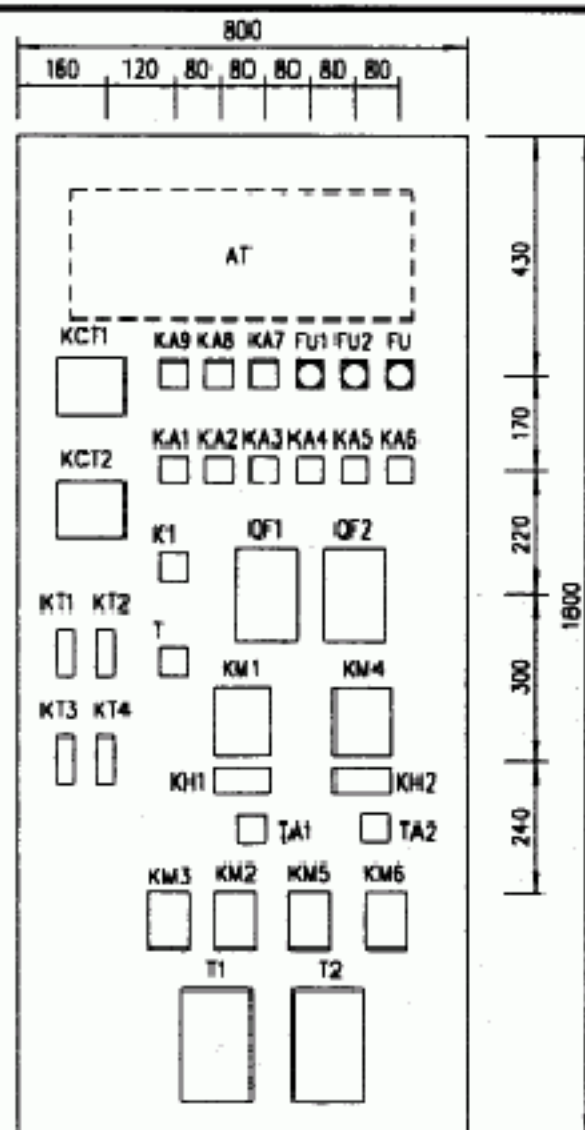 800
160 120 80 80 80 80 80
AT
430
KCT1 KA9 KA8 KA7 FU1 FU2 FU
170
KCT2 KA1 KA2 KA3 KA4 KA5 KA6
220
K1 QF1 QF2
1800
KT1 KT2 T
300
KM1 KM4
KT3 KT4
KH1 KH2
240
TA1 TA2
KM3 KM2 KM5 KM6
T1 T2